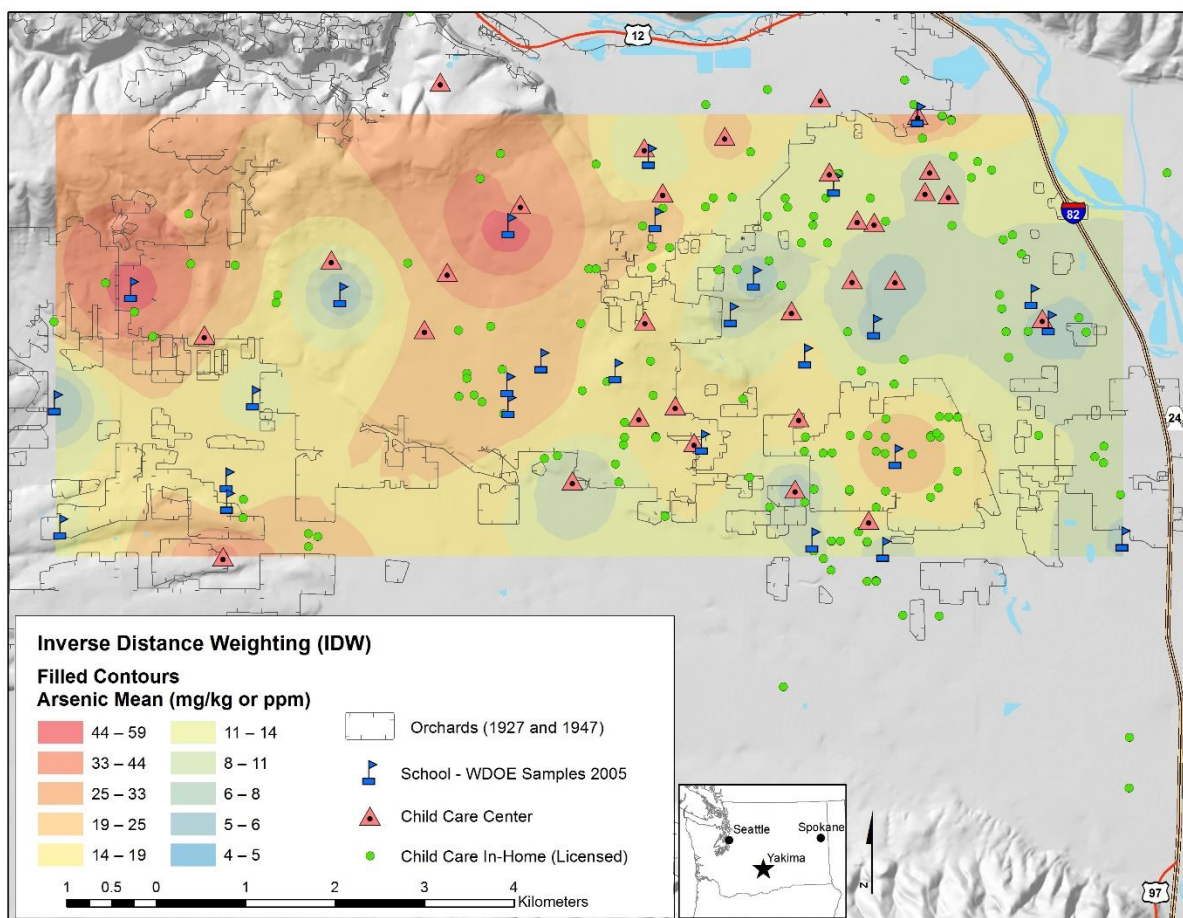 12
82
24
Inverse Distance Weighting (IDW)
Filled Contours
Arsenic Mean (mg/kg or ppm)
44 – 59
33 – 44
25 – 33
19 – 25
14 – 19
11 – 14
8 – 11
6 – 8
5 – 6
4 – 5
Orchards (1927 and 1947)
School - WDOE Samples 2005
Child Care Center
Child Care In-Home (Licensed)
1 0.5 0 1 2 3 4
Kilometers
Seattle
Spokane
Yakima
N
97